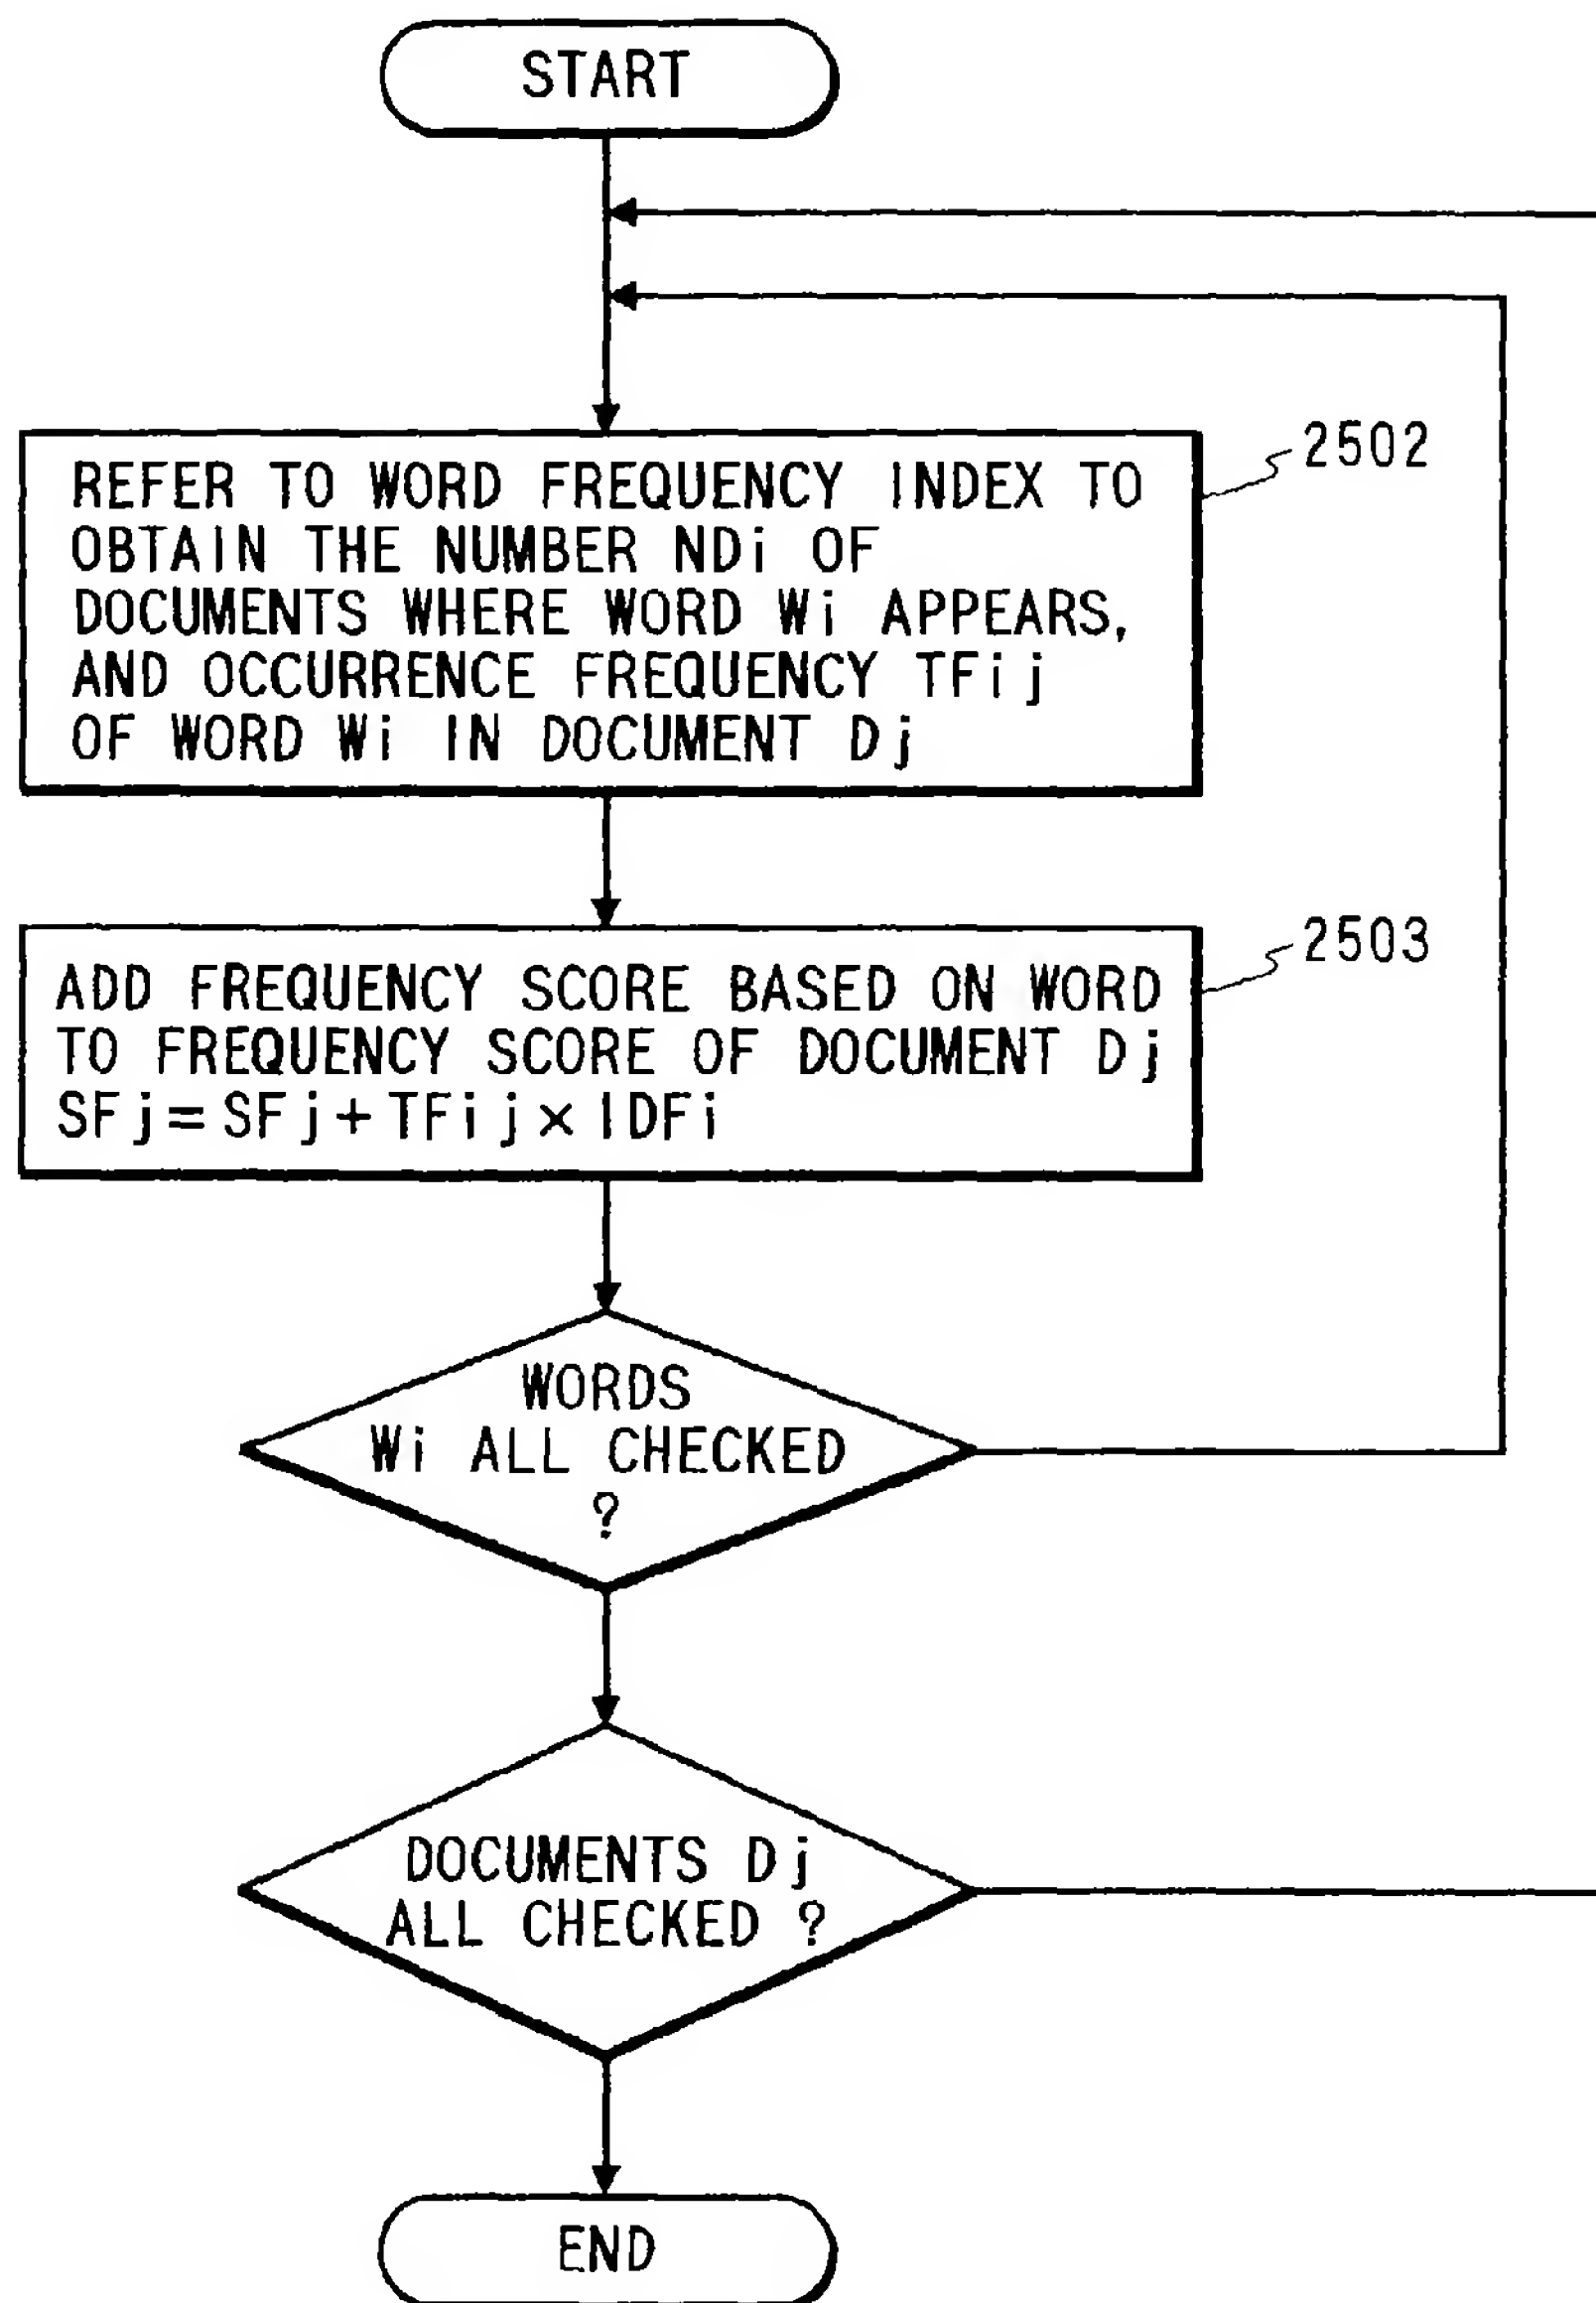 START
2502
REFER TO WORD FREQUENCY INDEX TO
OBTAIN THE NUMBER NDi OF
DOCUMENTS WHERE WORD Wi APPEARS,
AND OCCURRENCE FREQUENCY TFij
OF WORD Wi IN DOCUMENT Dj
2503
ADD FREQUENCY SCORE BASED ON WORD
TO FREQUENCY SCORE OF DOCUMENT Dj
SFj=SFj+TFij×IDFi
WORDS
Wi ALL CHECKED
?
DOCUMENTS Dj
ALL CHECKED ?
END